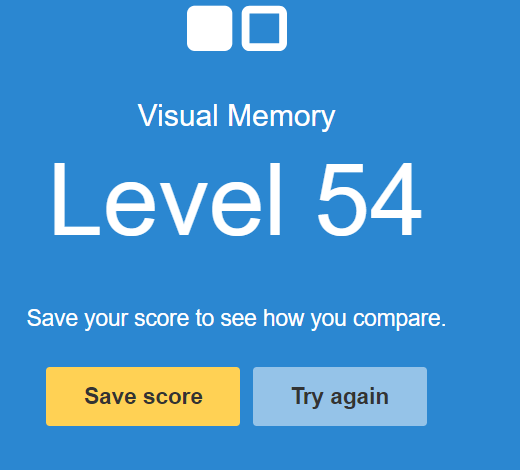 Visual Memory
Level 54
Save your score to see how you compare.
Save score
Try again